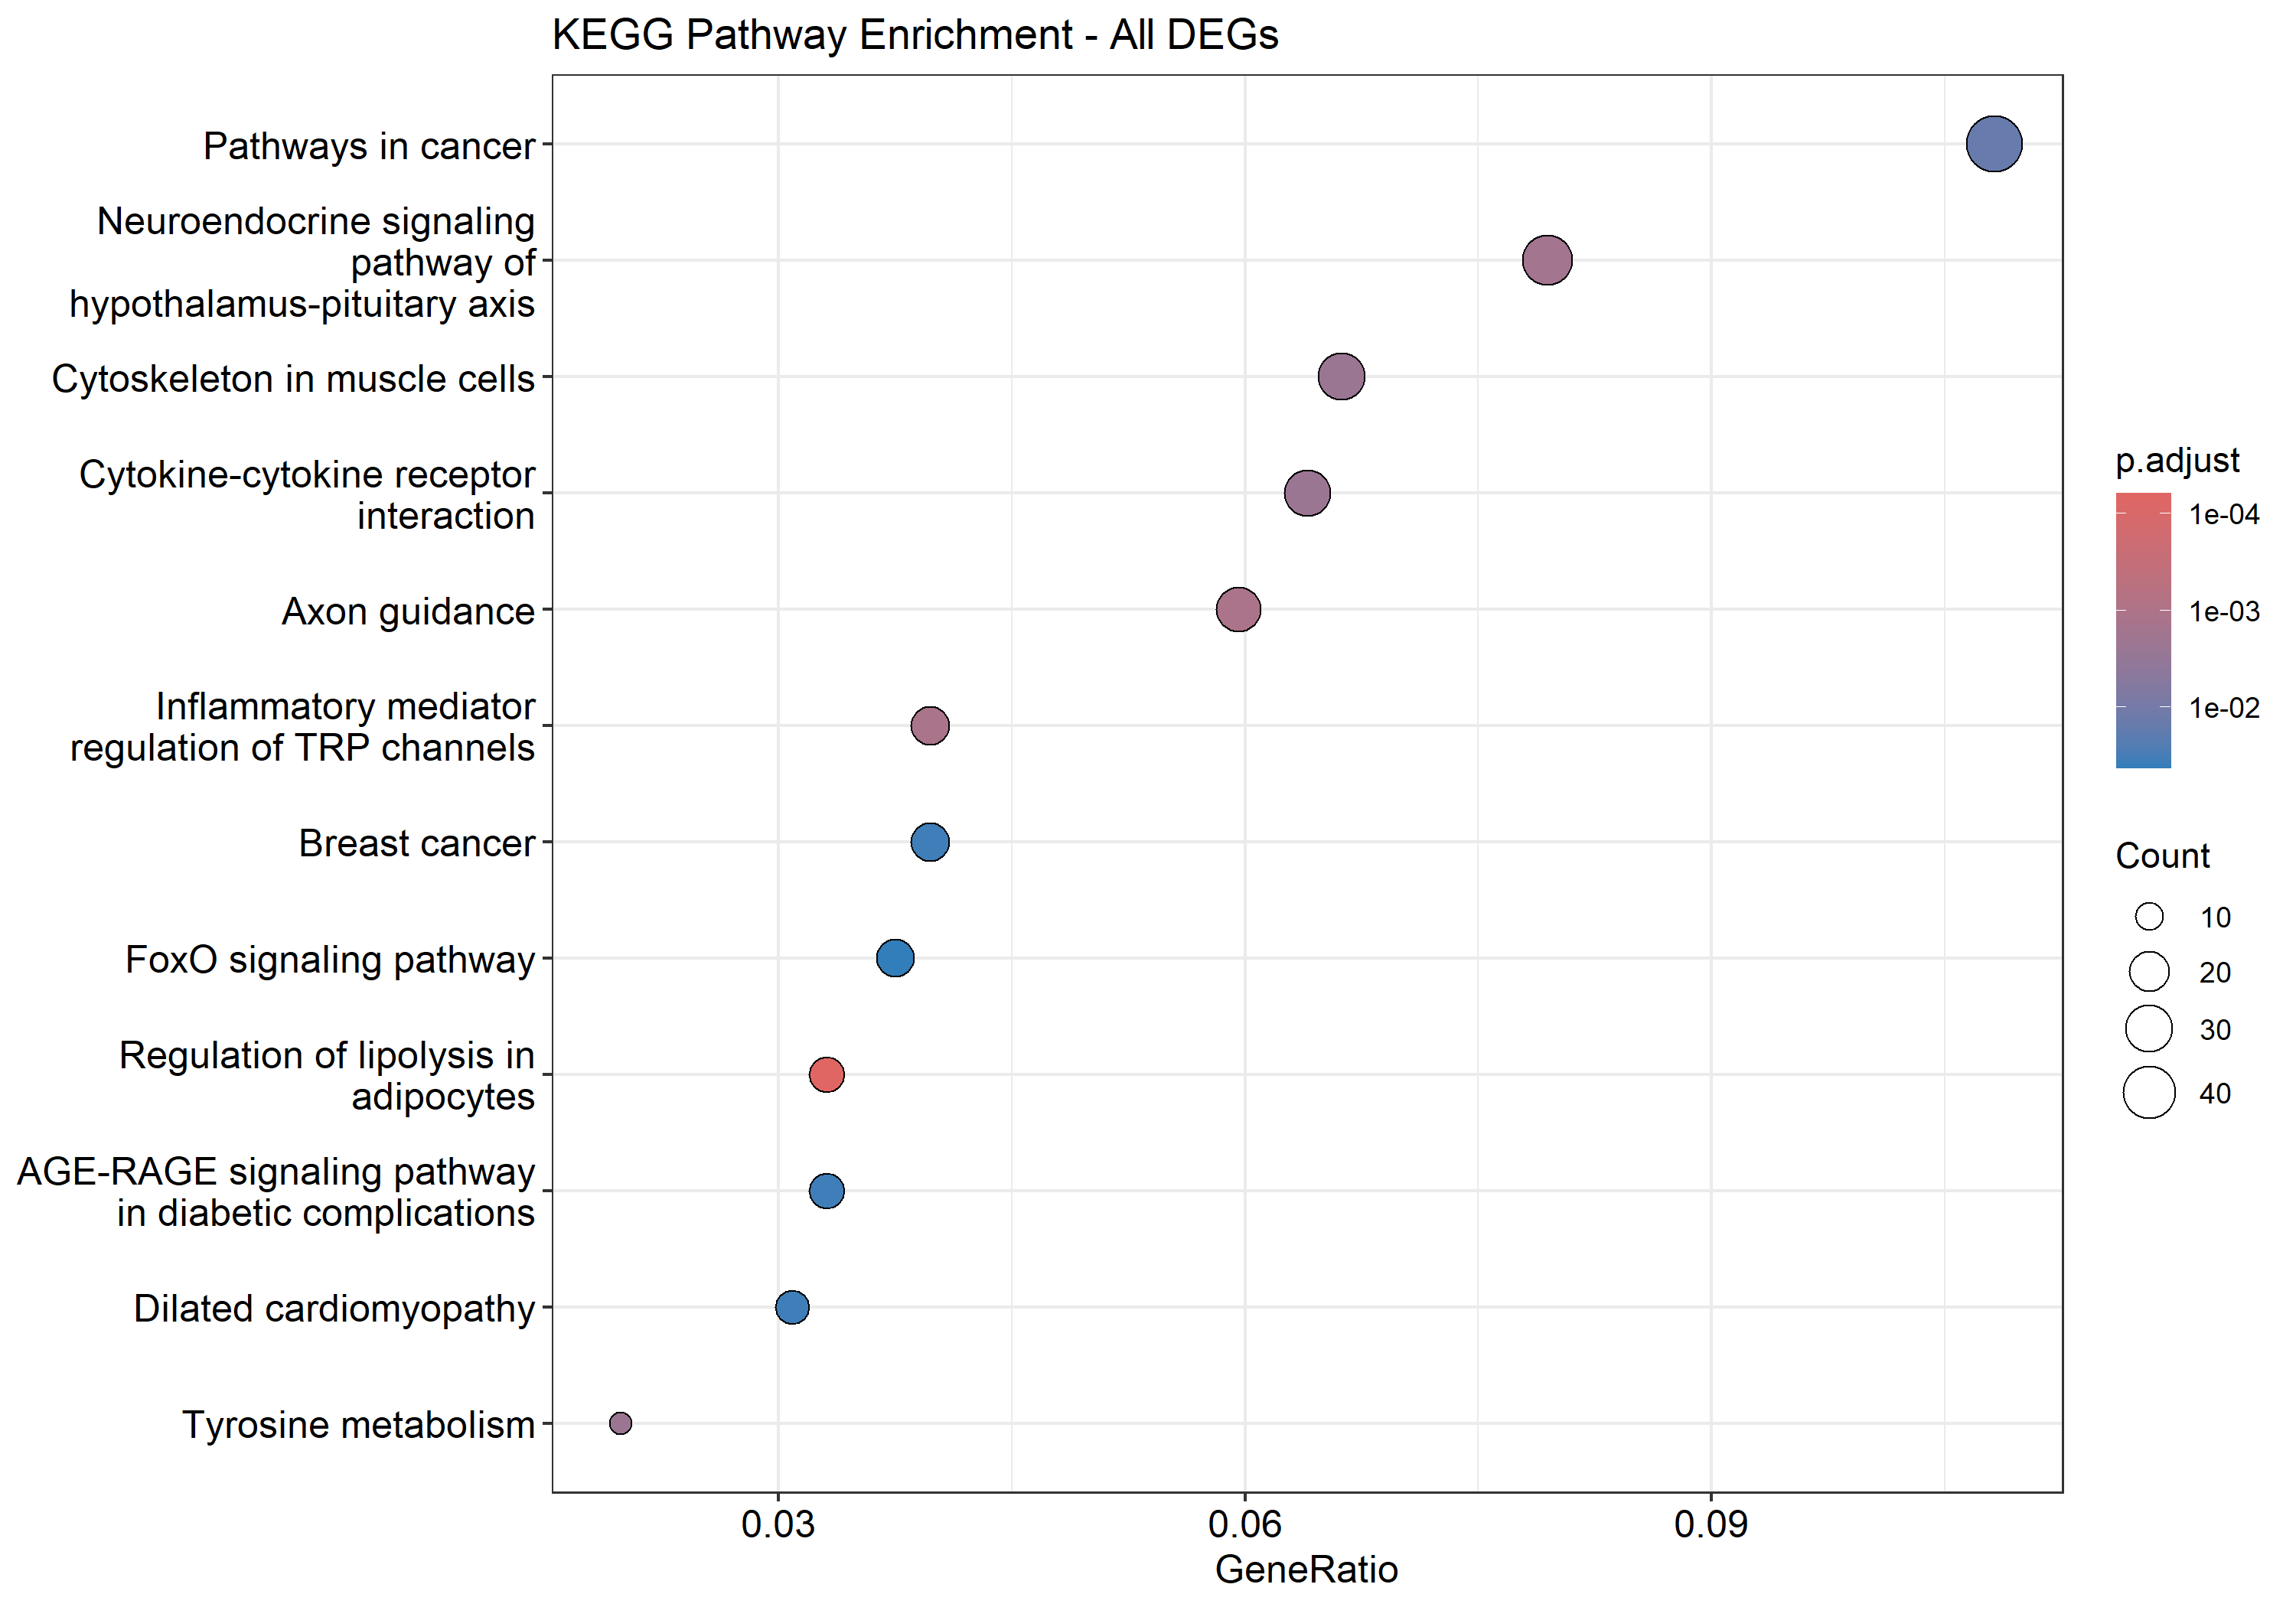 KEGG Pathway Enrichment - All DEGs
Pathways in cancer
Neuroendocrine signaling
pathway of
hypothalamus-pituitary axis
Cytoskeleton in muscle cells
Cytokine-cytokine receptor
interaction
Axon guidance
Inflammatory mediator
regulation of TRP channels
Breast cancer
FoxO signaling pathway
Regulation of lipolysis in
adipocytes
AGE-RAGE signaling pathway
in diabetic complications
Dilated cardiomyopathy
Tyrosine metabolism
0.03
0.06
0.09
GeneRatio
p.adjust
1e-04
1e-03
1e-02
Count
10
20
30
40